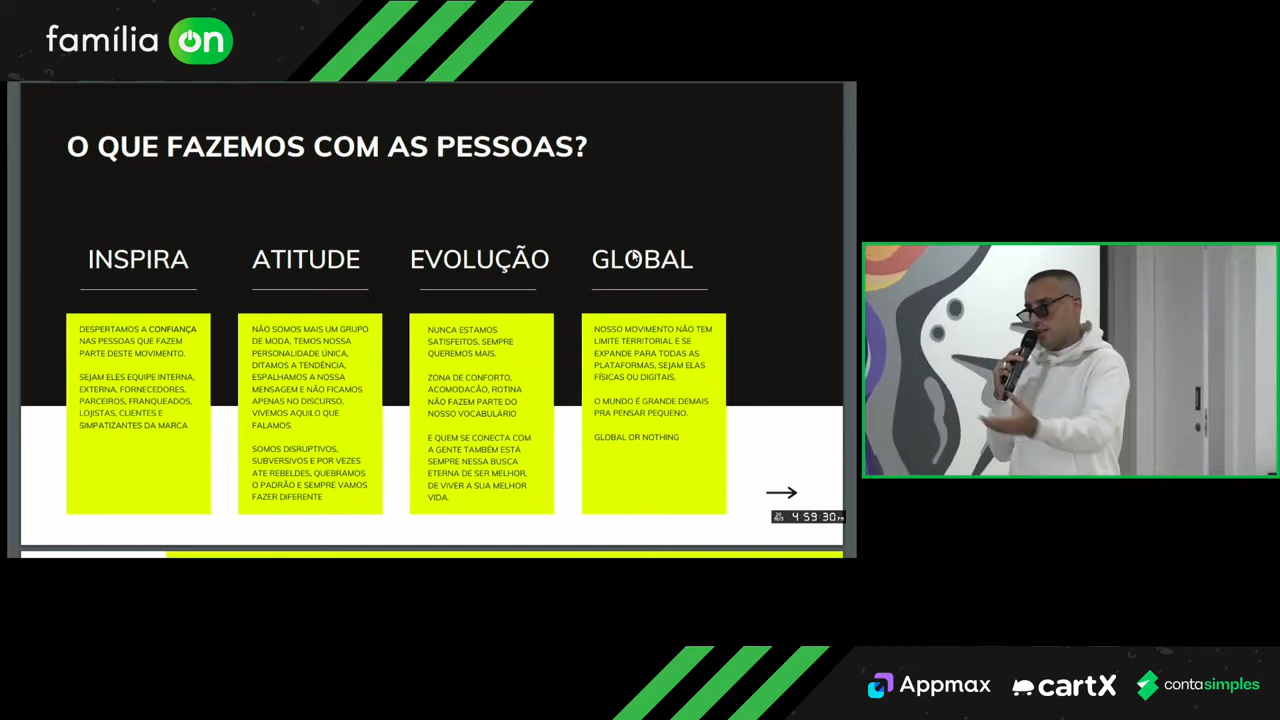 família on
O QUE FAZEMOS COM AS PESSOAS?
INSPIRA
DESPERTAMOS A CONFIANÇA
NAS PESSOAS QUE FAZEM
PARTE DESTE MOVIMENTO.
SEJAM ELES EQUIPE INTERNA,
EXTERNA, FORNECEDORES,
PARCEIROS, FRANQUEADOS,
LOJISTAS, CLIENTES E
SIMPATIZANTES DA MARCA
ATITUDE
NÃO SOMOS MAIS UM GRUPO
DE MODA, TEMOS NOSSA
PERSONALIDADE ÚNICA,
DITAMOS A TENDÊNCIA,
ESPALHAMOS A NOSSA
MENSAGEM E NÃO FICAMOS
APENAS NO DISCURSO,
VIVEMOS AQUILO QUE
FALAMOS.
SOMOS DISRUPTIVOS,
SUBVERSIVOS E POR VEZES
ATE REBELDES, QUEBRAMOS
O PADRÃO E SEMPRE VAMOS
FAZER DIFERENTE
EVOLUÇÃO
NUNCA ESTAMOS
SATISFEITOS, SEMPRE
QUEREMOS MAIS.
ZONA DE CONFORTO,
ACOMODAÇÃO, ROTINA
NÃO FAZEM PARTE DO
NOSSO VOCABULÁRIO
E QUEM SE CONECTA COM
A GENTE TAMBÉM ESTÁ
SEMPRE NESSA BUSCA
ETERNA DE SER MELHOR,
DE VIVER A SUA MELHOR
VIDA.
GLOBAL
NOSSO MOVIMENTO NÃO TEM
LIMITE TERRITORIAL E SE
EXPANDE PARA TODAS AS
PLATAFORMAS, SEJAM ELAS
FÍSICAS OU DIGITAIS.
O MUNDO É GRANDE DEMAIS
PRA PENSAR PEQUENO.
GLOBAL OR NOTHING
4:59:30 PM
Appmax
cartX
contasimples